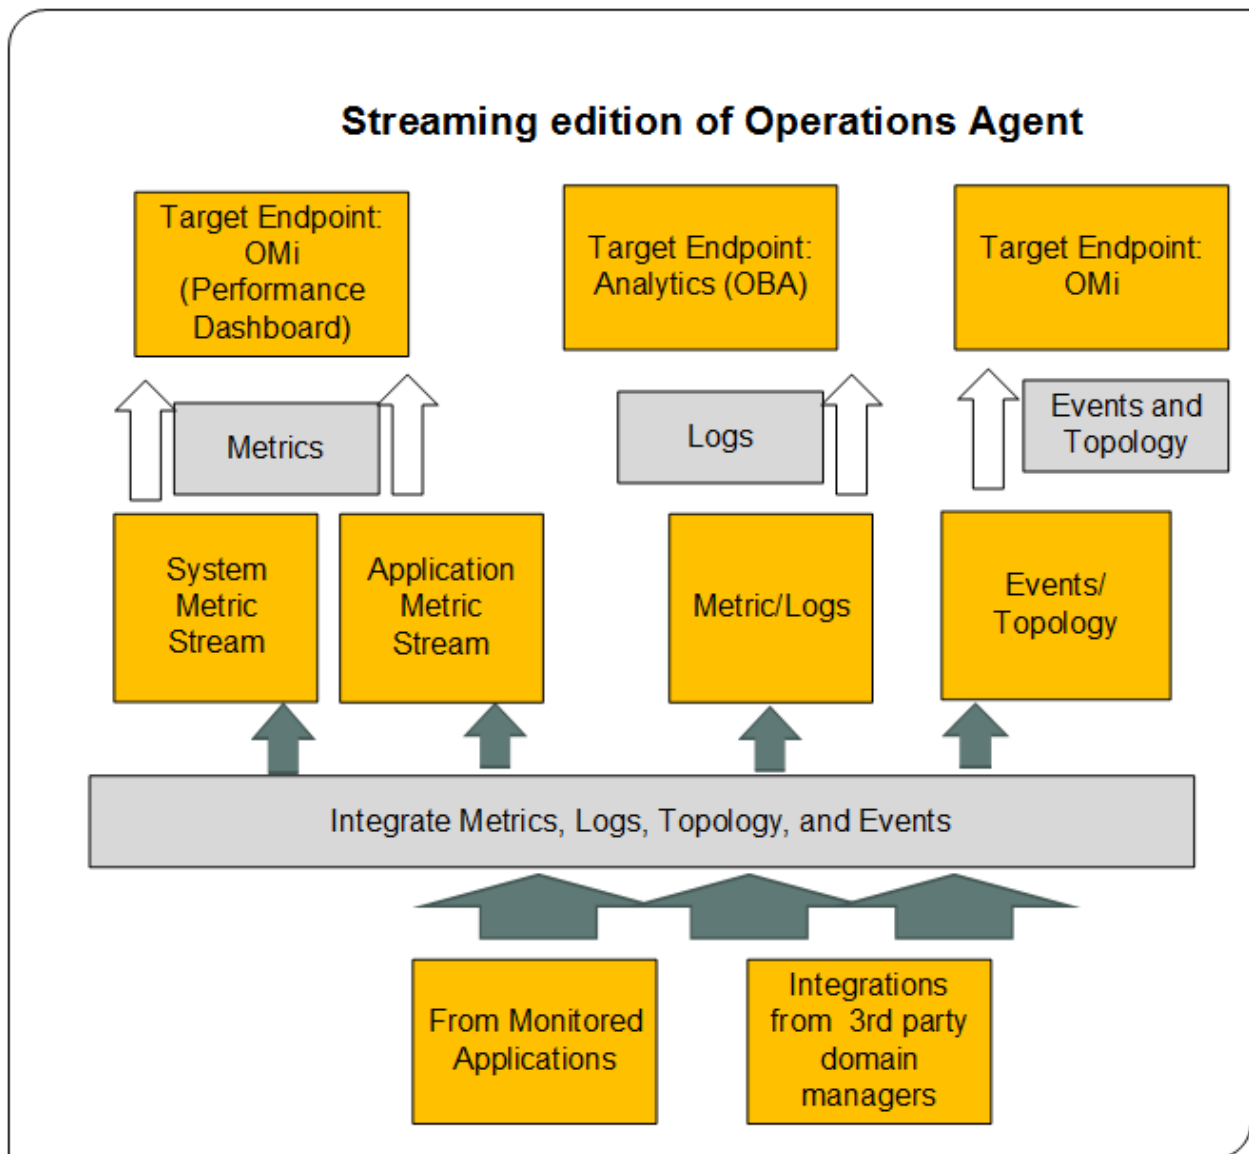 Streaming edition of Operations Agent
Target Endpoint:
OMi
(Performance
Dashboard)
Target Endpoint:
Analytics (OBA)
Target Endpoint:
OMi
Metrics
Logs
Events and
Topology
System
Metric
Stream
Application
Metric
Stream
Metric/Logs
Events/
Topology
Integrate Metrics, Logs, Topology, and Events
From Monitored
Applications
Integrations
from 3rd party
domain
managers